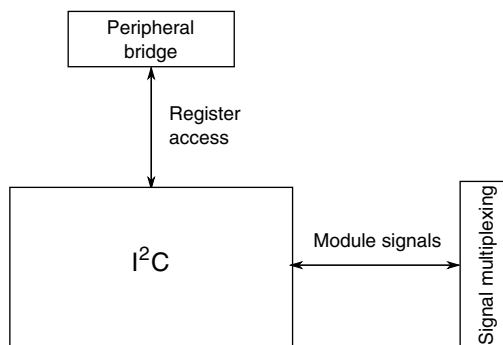 Peripheral
bridge
Register
access
I²C
Module signals
Signal multiplexing